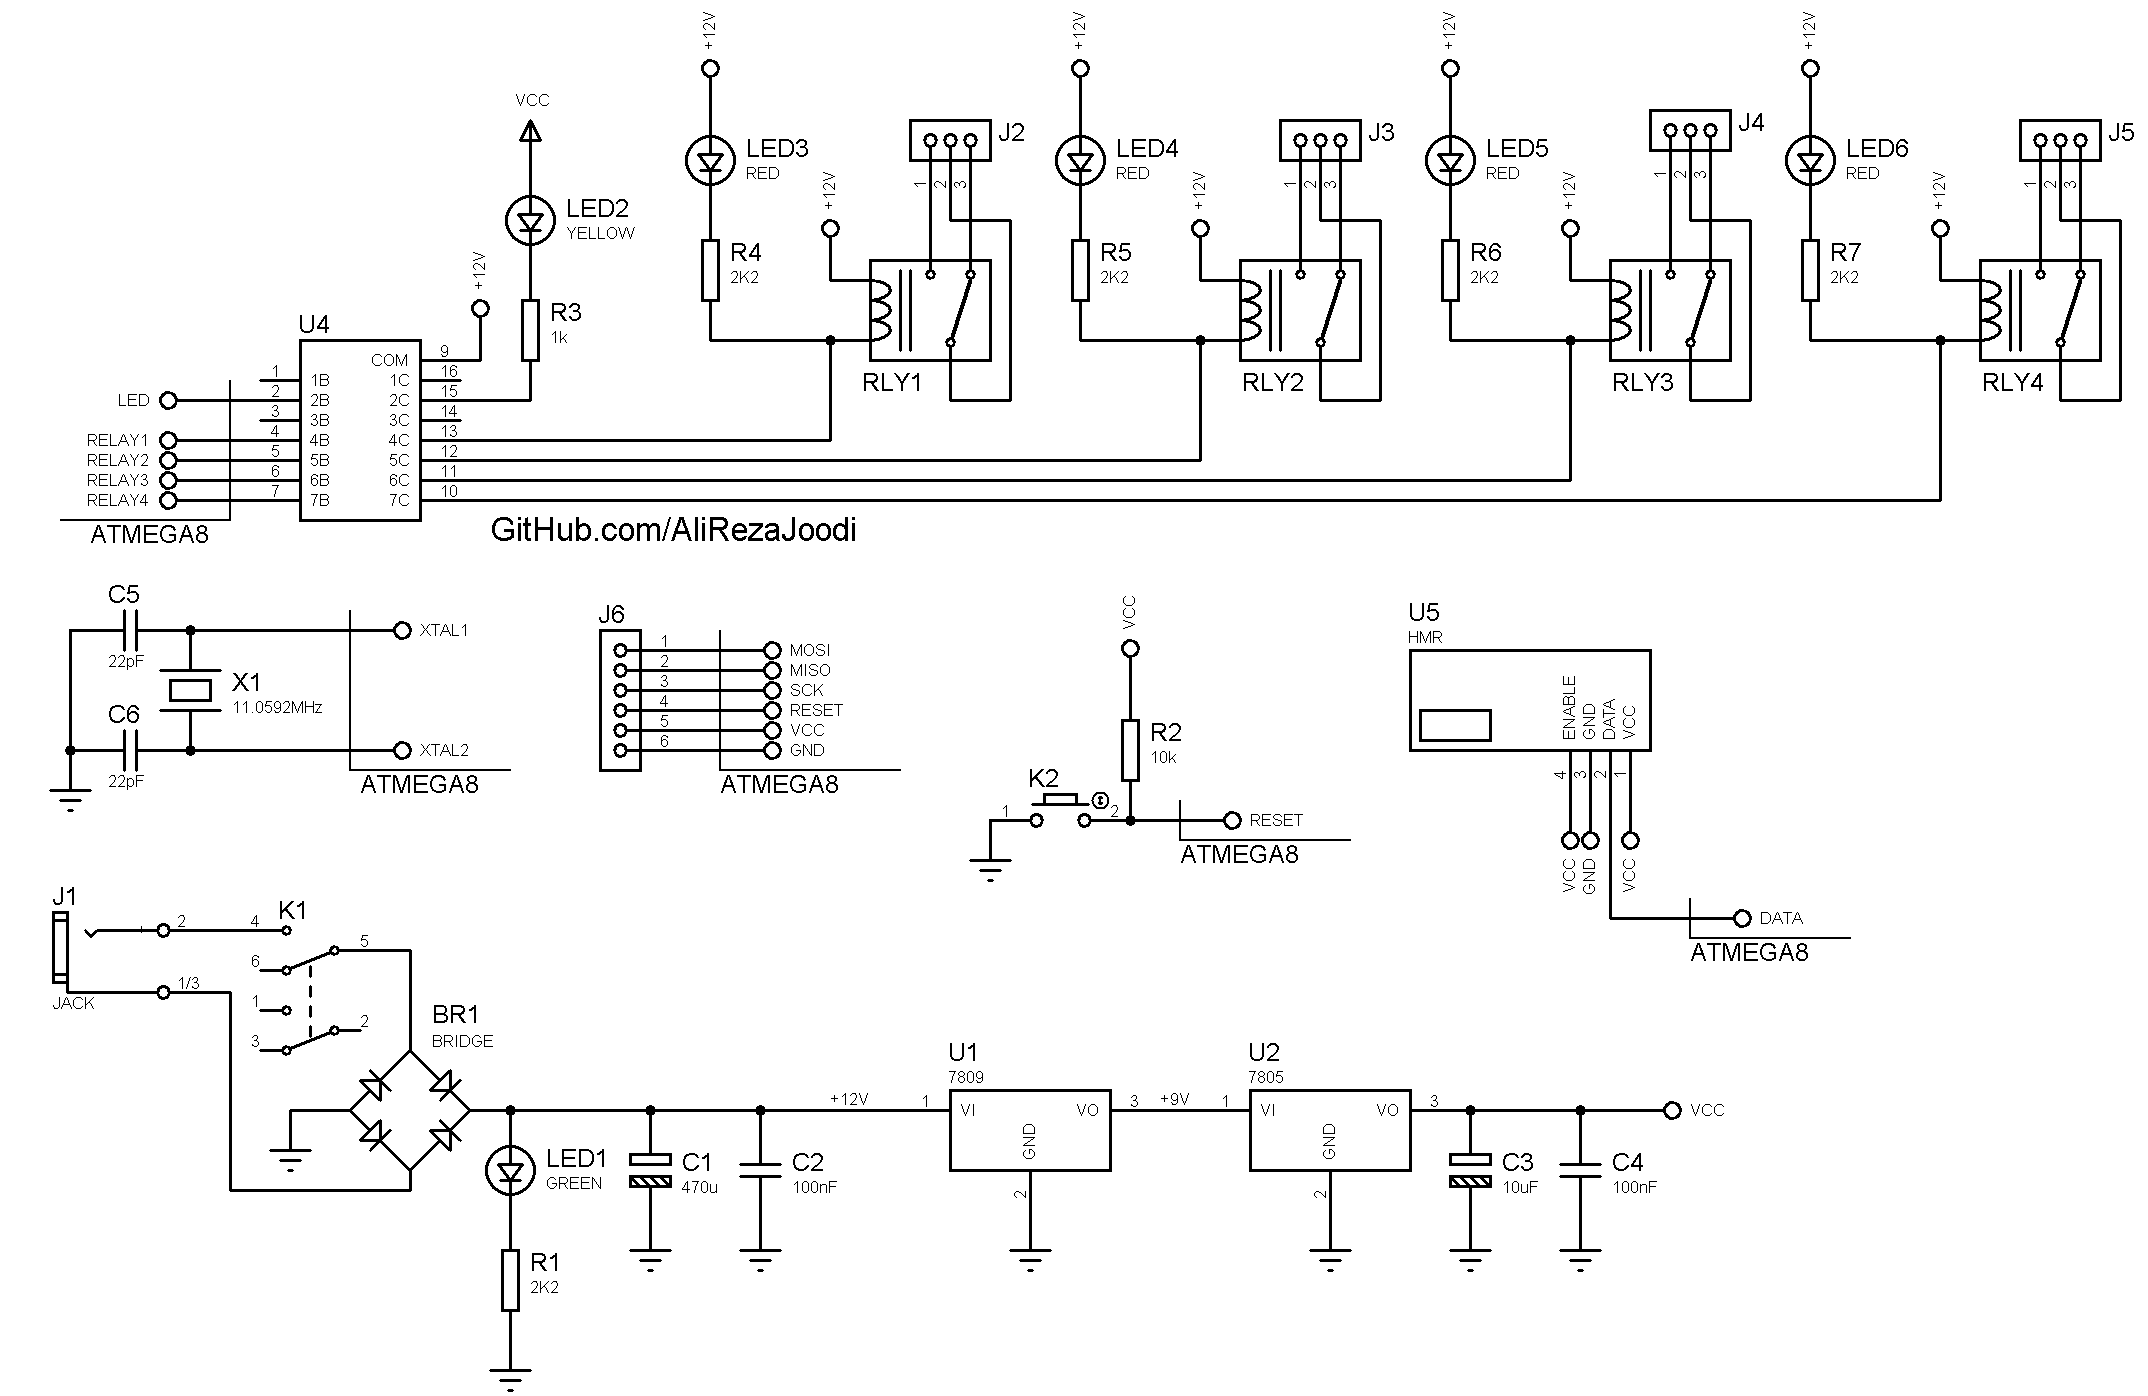 +12V
+12V
+12V
+12V
VCC
LED2
YELLOW
+12V
R3
1k
LED3
RED
+12V
R4
2K2
J2
1
2
3
RLY1
LED4
RED
+12V
R5
2K2
J3
1
2
3
RLY2
LED5
RED
+12V
R6
2K2
J4
1
2
3
RLY3
LED6
RED
+12V
R7
2K2
J5
1
2
3
RLY4
U4
COM 9
1 1B 1C 16
LED 2 2B 2C 15
3 3B 3C 14
RELAY1 4 4B 4C 13
RELAY2 5 5B 5C 12
RELAY3 6 6B 6C 11
RELAY4 7 7B 7C 10
ATMEGA8
GitHub.com/AliRezaJoodi
C5
22pF
XTAL1
X1
11.0592MHz
C6
22pF
XTAL2
ATMEGA8
J6
1 MOSI
2 MISO
3 SCK
4 RESET
5 VCC
6 GND
ATMEGA8
VCC
R2
10k
K2
1 2
RESET
ATMEGA8
U5
HMR
ENABLE
GND
DATA
VCC
4
3
2
1
VCC
GND
VCC
DATA
ATMEGA8
J1
JACK
+
2
1/3
K1
4
5
6
1
2
3
BR1
BRIDGE
LED1
GREEN
R1
2K2
C1
470u
C2
100nF
+12V
U1
7809
1 VI VO 3
GND
2
+9V
U2
7805
1 VI VO 3
GND
2
C3
10uF
C4
100nF
VCC